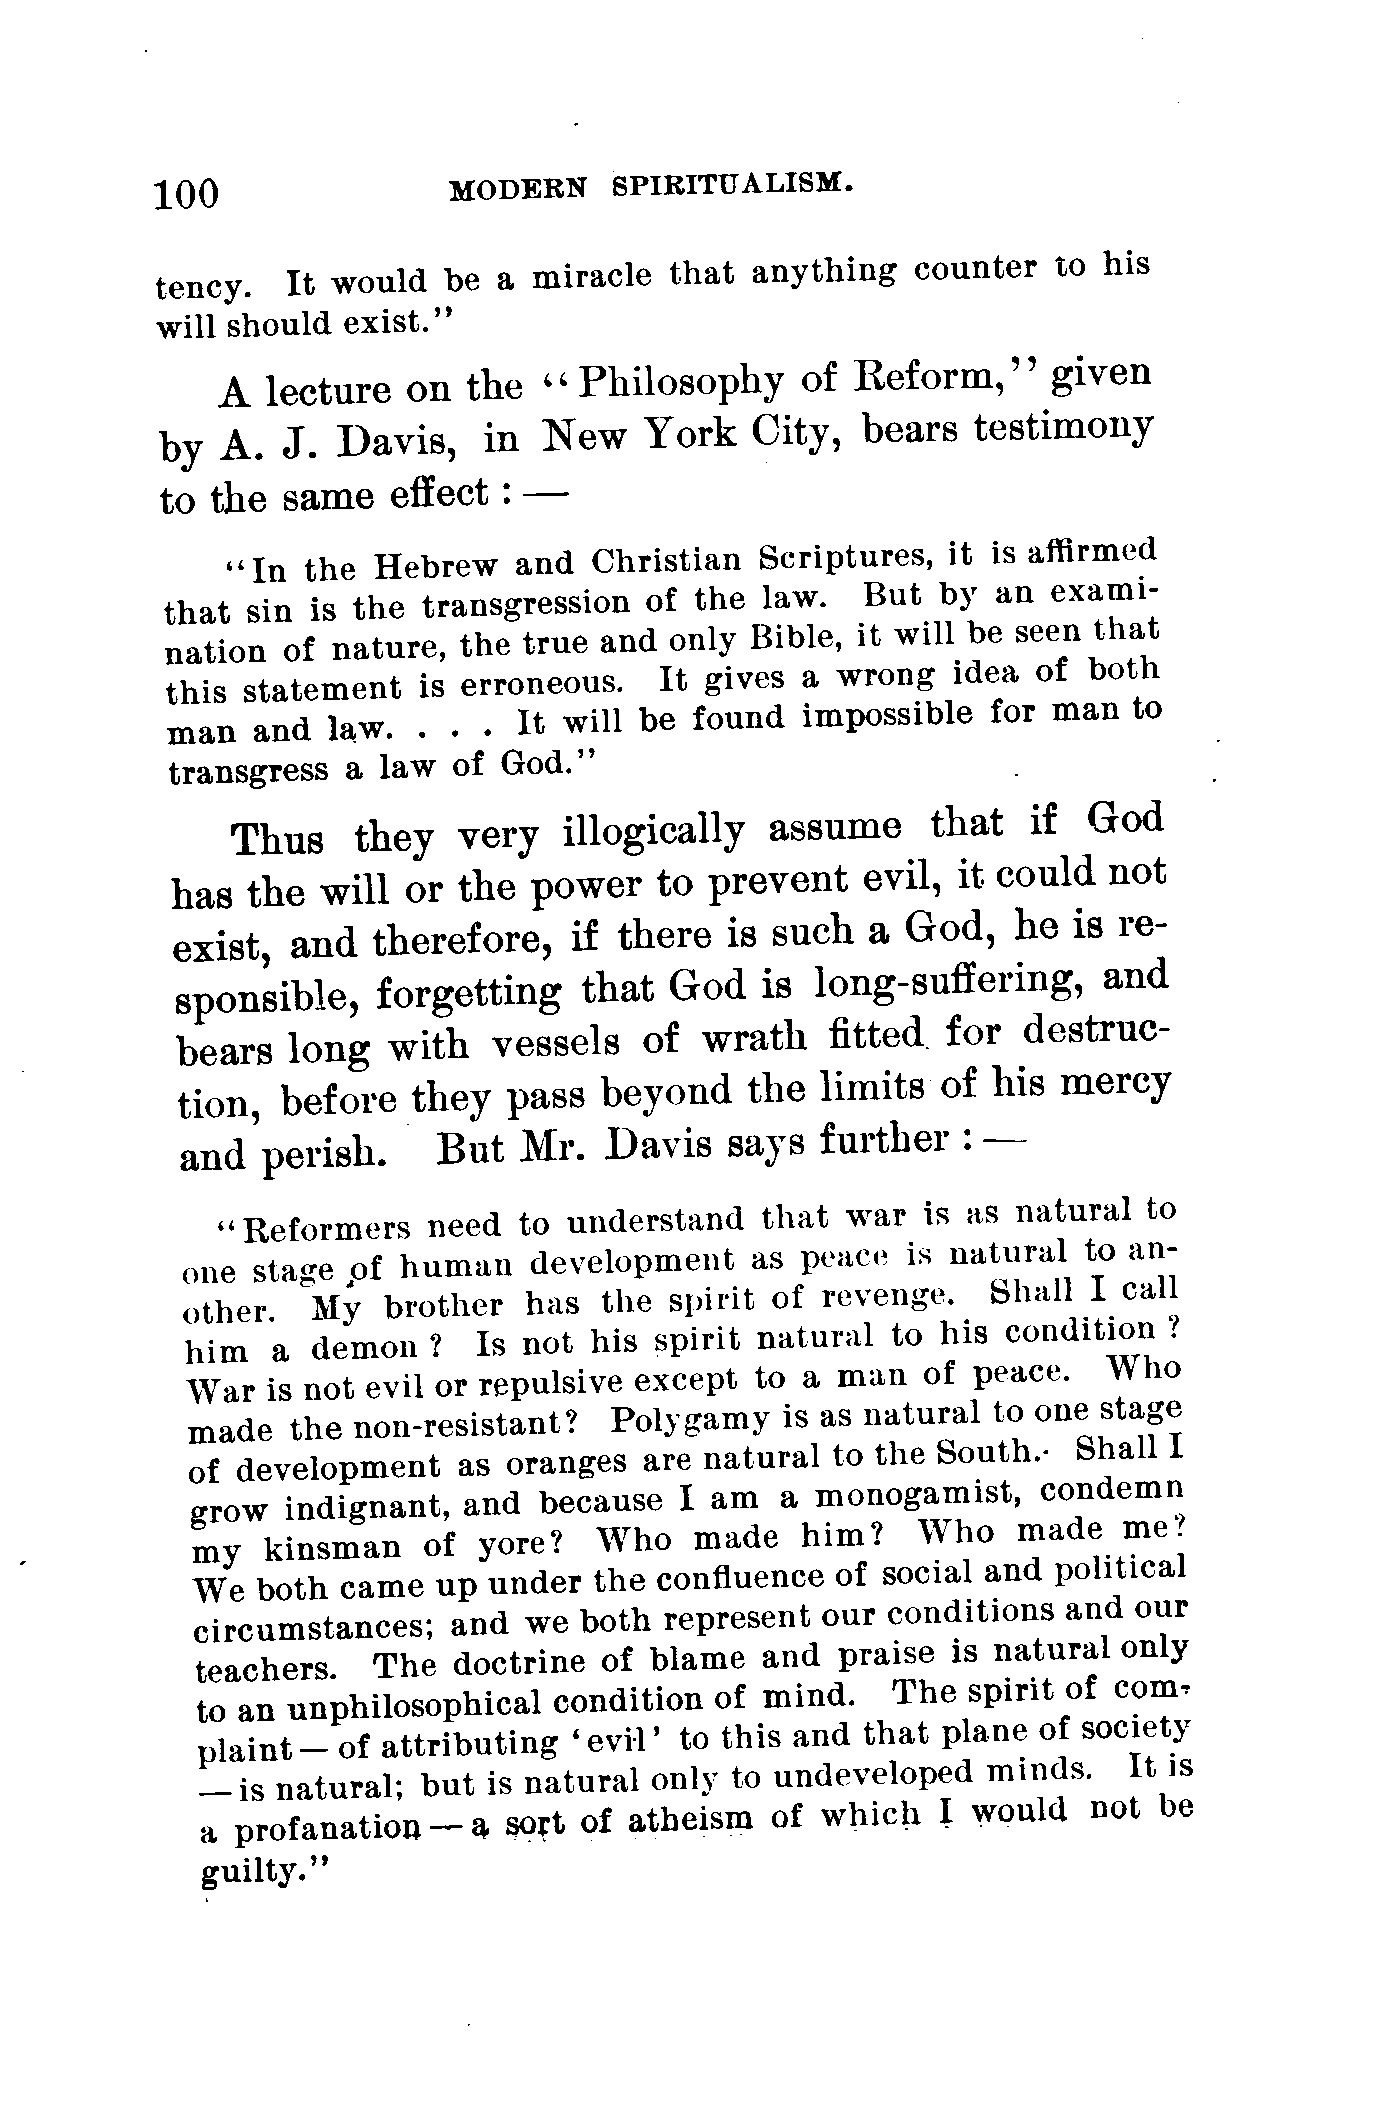 100 MODERN SPIRITUALISM.
tency. It would be a miracle that anything counter to his
will should exist."
A lecture on the "Philosophy of Reform," given
by A. J. Davis, in New York City, bears testimony
to the same effect : —
"In the Hebrew and Christian Scriptures, it is affirmed
that sin is the transgression of the law. But by an exami-
nation of nature, the true and only Bible, it will be seen that
this statement is erroneous. It gives a wrong idea of both
man and law. . . . It will be found impossible for man to
transgress a law of God."
Thus they very illogically assume that if God
has the will or the power to prevent evil, it could not
exist, and therefore, if there is such a God, he is re-
sponsible, forgetting that God is long-suffering, and
bears long with vessels of wrath fitted for destruc-
tion, before they pass beyond the limits of his mercy
and perish. But Mr. Davis says further : —
"Reformers need to understand that war is as natural to
one stage of human development as peace is natural to an-
other. My brother has the spirit of revenge. Shall I call
him a demon ? Is not his spirit natural to his condition ?
War is not evil or repulsive except to a man of peace. Who
made the non-resistant? Polygamy is as natural to one stage
of development as oranges are natural to the South. Shall I
grow indignant, and because I am a monogamist, condemn
my kinsman of yore? Who made him? Who made me?
We both came up under the confluence of social and political
circumstances; and we both represent our conditions and our
teachers. The doctrine of blame and praise is natural only
to an unphilosophical condition of mind. The spirit of com-
plaint — of attributing 'evil' to this and that plane of society
— is natural; but is natural only to undeveloped minds. It is
a profanation — a sort of atheism of which I would not be
guilty."